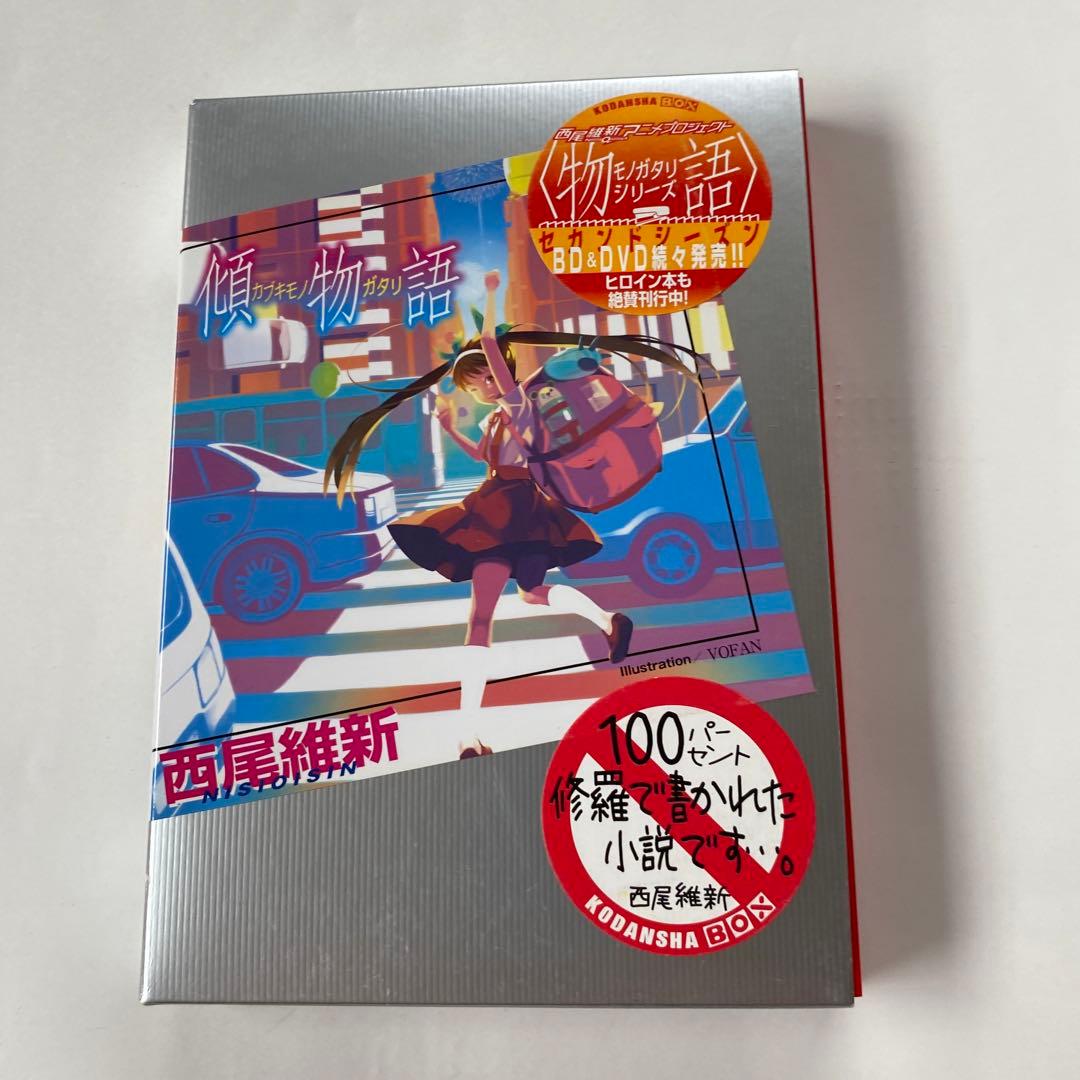 KODANSHA BOX
西尾維新アニメプロジェクト
〈物語〉
モノガタリ
シリーズ
セカンドシーズン
BD&DVD続々発売!!
ヒロイン本も
絶賛刊行中!
傾物語
カブキモノガタリ
Illustration/VOFAN
西尾維新
NISIOISIN
100パーセント
修羅で書かれた
小説です…。
西尾維新
KODANSHA BOX